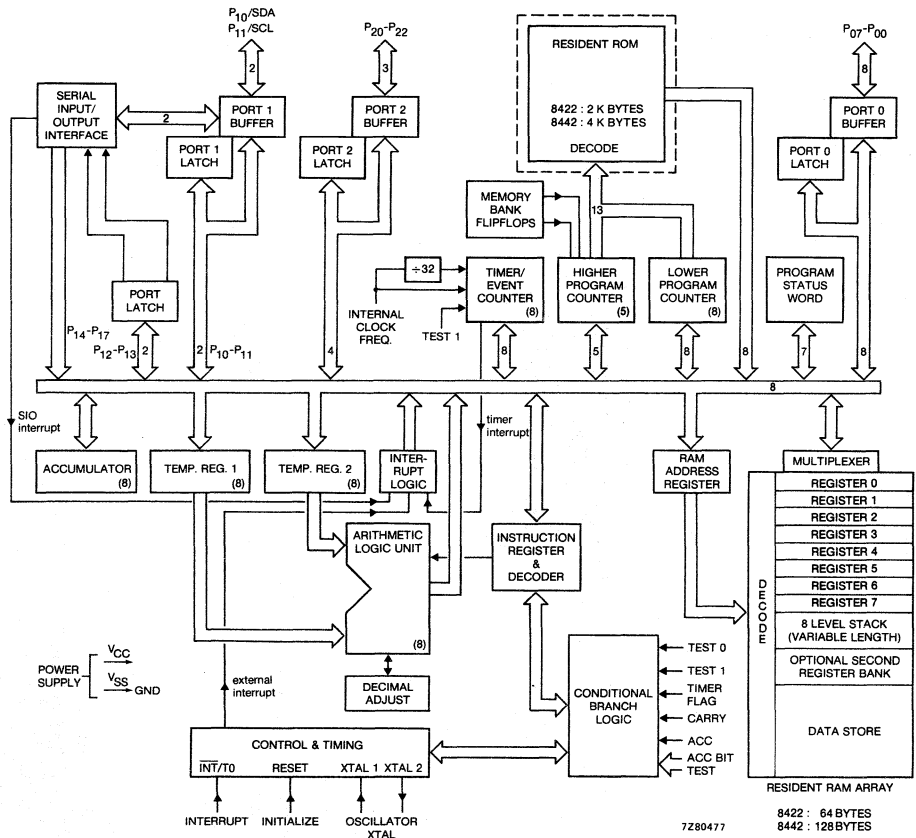 P10/SDA
P11/SCL
P20-P22
P07-P00
2
3
8
SERIAL
INPUT/
OUTPUT
INTERFACE
2
PORT 1
BUFFER
PORT 1
LATCH
PORT 2
BUFFER
PORT 2
LATCH
RESIDENT ROM
8422 : 2 K BYTES
8442 : 4 K BYTES
DECODE
PORT 0
BUFFER
PORT 0
LATCH
MEMORY
BANK
FLIPFLOPS
13
÷32
TIMER/
EVENT
COUNTER
(8)
HIGHER
PROGRAM
COUNTER
(5)
LOWER
PROGRAM
COUNTER
(8)
PROGRAM
STATUS
WORD
INTERNAL
CLOCK
FREQ.
TEST 1
PORT
LATCH
P14-P17
P12-P13
2
2
P10-P11
4
8
5
8
8
7
8
8
SIO
interrupt
timer
interrupt
ACCUMULATOR
(8)
TEMP. REG. 1
(8)
TEMP. REG. 2
(8)
INTER-
RUPT
LOGIC
RAM
ADDRESS
REGISTER
MULTIPLEXER
ARITHMETIC
LOGIC UNIT
(8)
INSTRUCTION
REGISTER
&
DECODER
DECODE
REGISTER 0
REGISTER 1
REGISTER 2
REGISTER 3
REGISTER 4
REGISTER 5
REGISTER 6
REGISTER 7
8 LEVEL STACK
(VARIABLE LENGTH)
OPTIONAL SECOND
REGISTER BANK
DATA STORE
POWER
SUPPLY
VCC
VSS
GND
external
interrupt
DECIMAL
ADJUST
CONDITIONAL
BRANCH
LOGIC
TEST 0
TEST 1
TIMER
FLAG
CARRY
ACC
ACC BIT
TEST
CONTROL & TIMING
INT/T0 RESET XTAL 1 XTAL 2
INTERRUPT INITIALIZE OSCILLATOR
XTAL
RESIDENT RAM ARRAY
7Z80477
8422 : 64 BYTES
8442 : 128 BYTES